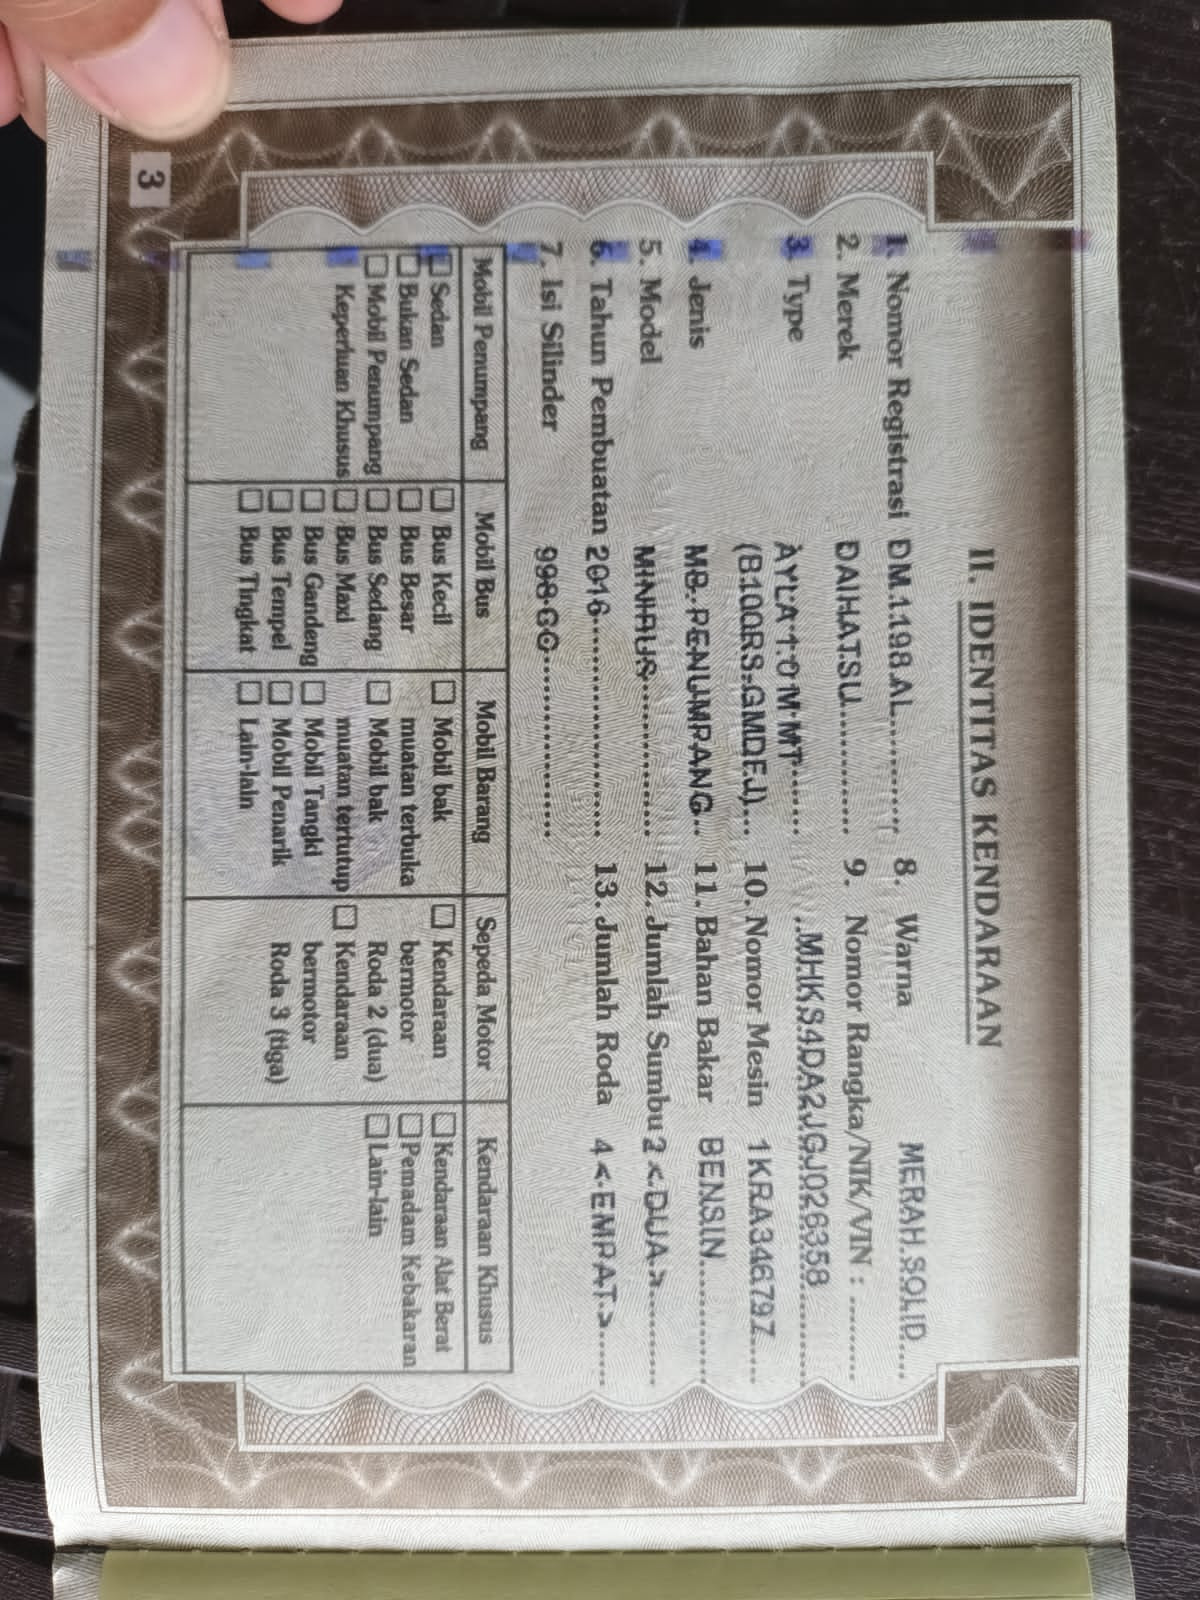 II. IDENTITAS KENDARAAN
1. Nomor Registrasi DM 1198 AL
2. Merek DAIHATSU
3. Type AYLA 1.0 M MT
(B100RS-GMDEJ)
4. Jenis MB. PENUMPANG
5. Model MINIBUS
6. Tahun Pembuatan 2016
7. Isi Silinder 998 CC
8. Warna MERAH SOLID
9. Nomor Rangka/NIK/VIN :
MHKS4DA2JGJ026358
10. Nomor Mesin 1KRA346797
11. Bahan Bakar BENSIN
12. Jumlah Sumbu 2 < DUA >
13. Jumlah Roda 4 < EMPAT >
Mobil Penumpang
Sedan
Bukan Sedan
Mobil Penumpang
Keperluan Khusus
Mobil Bus
Bus Kecil
Bus Besar
Bus Sedang
Bus Maxi
Bus Gandeng
Bus Tempel
Bus Tingkat
Mobil Barang
Mobil bak
muatan terbuka
Mobil bak
muatan tertutup
Mobil Tangki
Mobil Penarik
Lain-lain
Sepeda Motor
Kendaraan
bermotor
Roda 2 (dua)
Kendaraan
bermotor
Roda 3 (tiga)
Kendaraan Khusus
Kendaraan Alat Berat
Pemadam Kebakaran
Lain-lain
3